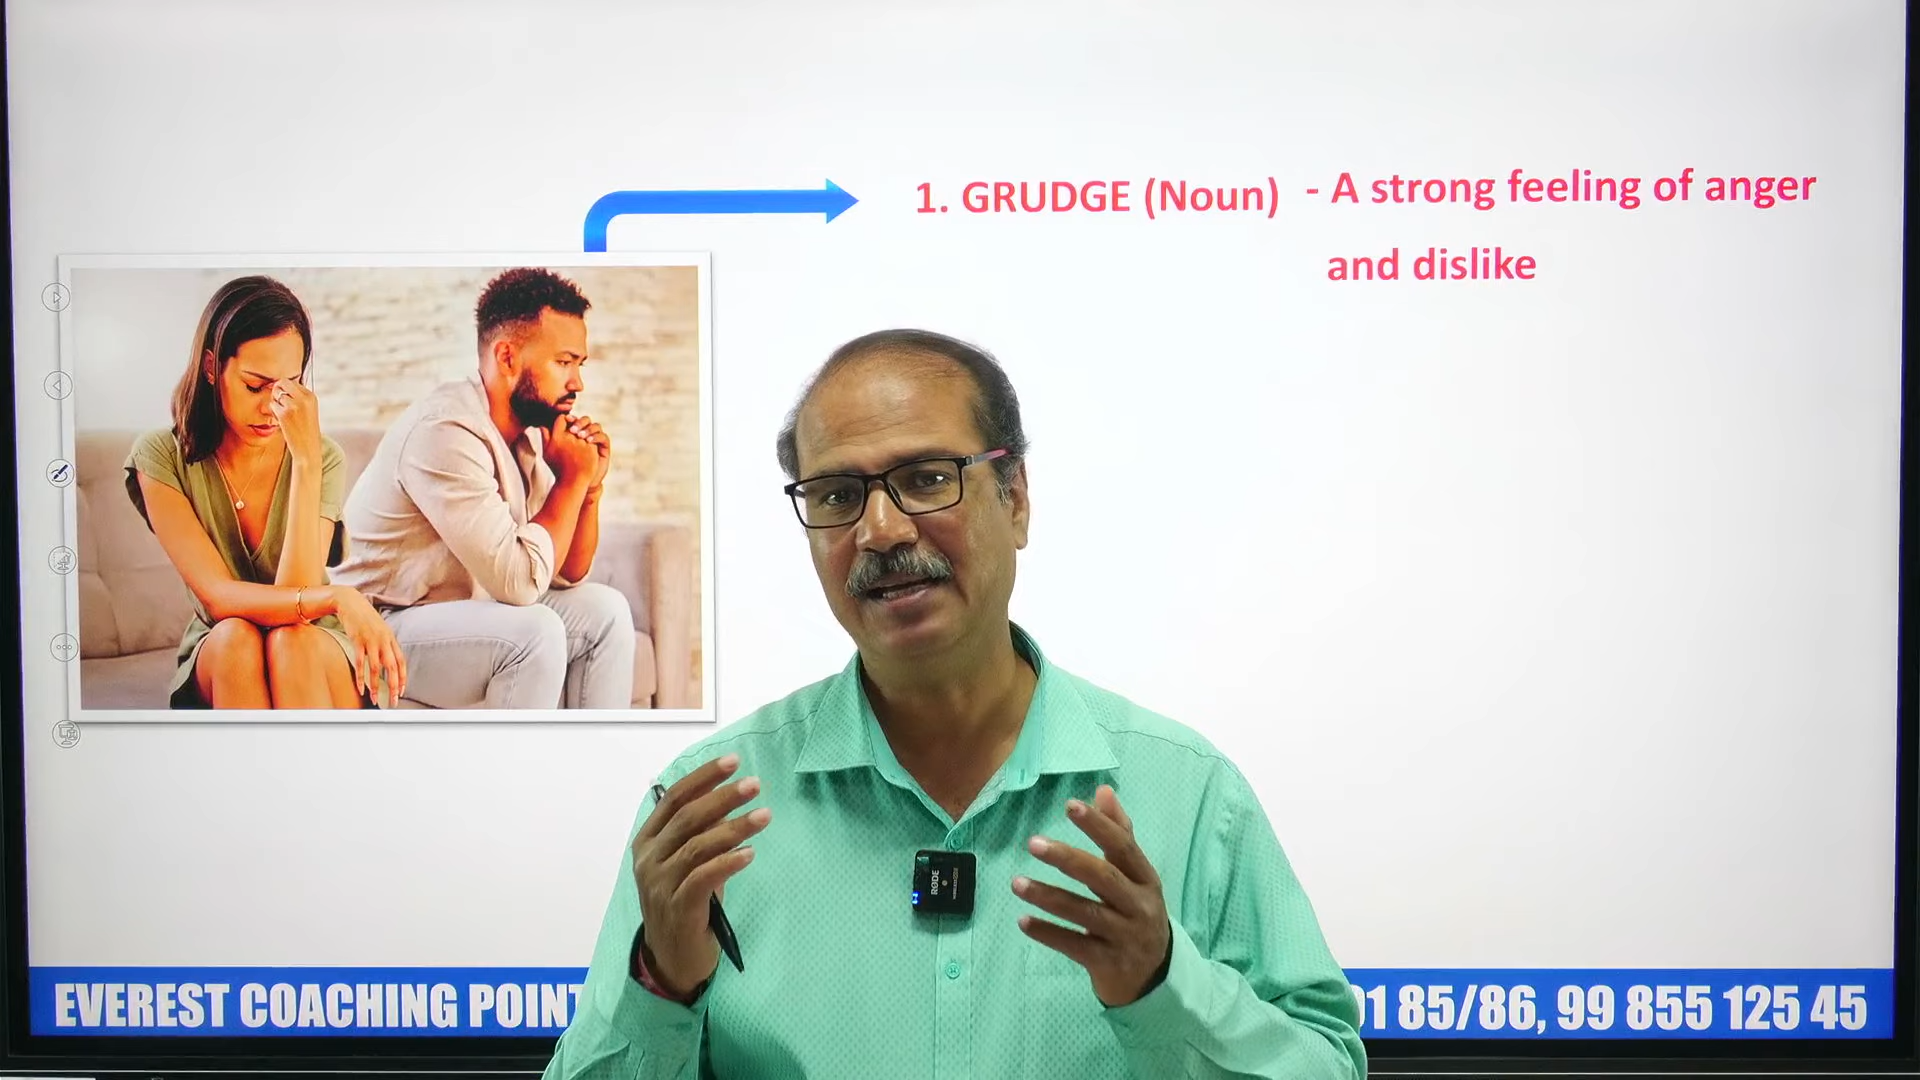 1. GRUDGE (Noun) - A strong feeling of anger
and dislike
RØDE
EVEREST COACHING POINT
01 85/86, 99 855 125 45